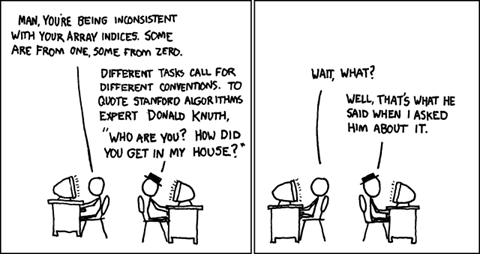 MAN, YOU'RE BEING INCONSISTENT
WITH YOUR ARRAY INDICES. SOME
ARE FROM ONE, SOME FROM ZERO.
DIFFERENT TASKS CALL FOR
DIFFERENT CONVENTIONS. TO
QUOTE STANFORD ALGORITHMS
EXPERT DONALD KNUTH,
"WHO ARE YOU? HOW DID
YOU GET IN MY HOUSE?"
WAIT, WHAT?
WELL, THAT'S WHAT HE
SAID WHEN I ASKED
HIM ABOUT IT.